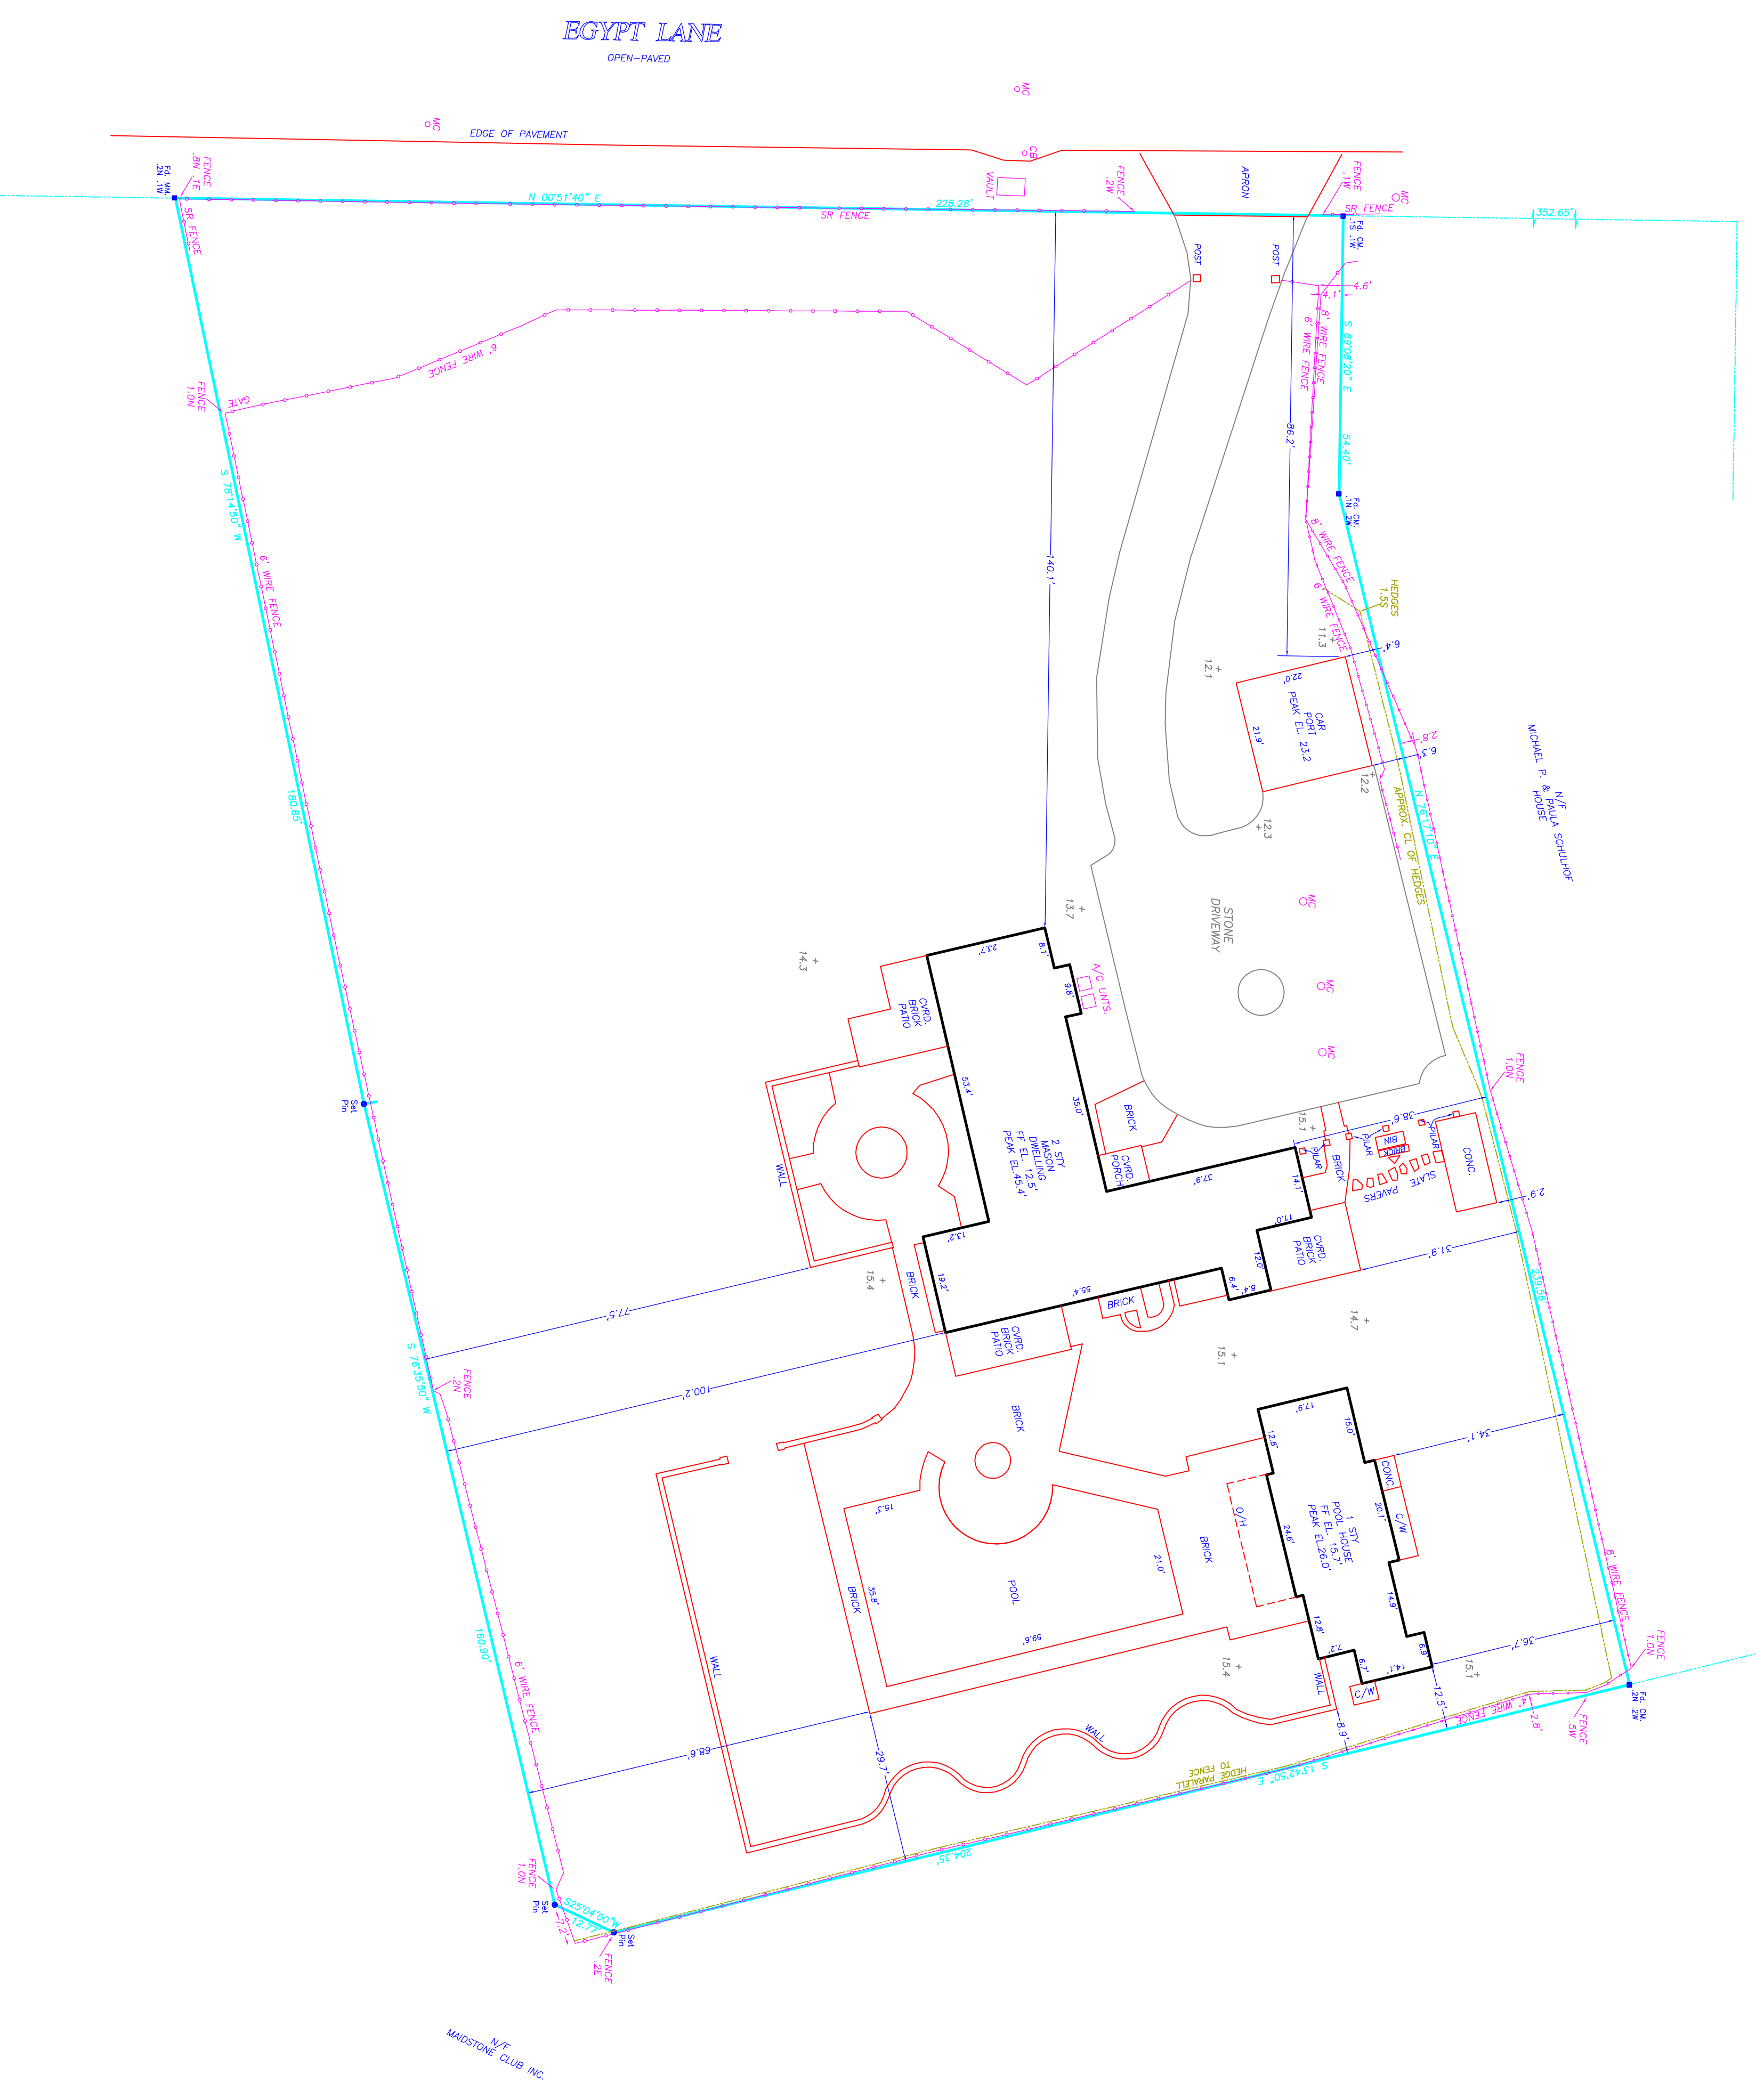 EGYPT LANE
OPEN-PAVED
MC
MC
EDGE OF PAVEMENT
CB
VAULT
FENCE
.2W
APRON
FENCE
.1W
MC
SR FENCE
352.65'
Fd. MM.
.2N .1W
FENCE
.8N .1E
SR FENCE
N 00°51'40" E
228.28'
SR FENCE
Fd. CM.
.1S .1W
POST
POST
4.6'
4.1'
8' WIRE FENCE
6' WIRE FENCE
S 89°08'20" E
54.40'
6' WIRE FENCE
GATE
FENCE
1.0N
86.2'
140.1'
Fd. CM.
.1N .2W
8' WIRE FENCE
6' WIRE FENCE
HEDGES
1.5S
S 78°14'50" W
6' WIRE FENCE
180.85'
11.3
12.1
6.4'
22.0'
CAR
PORT
PEAK EL. 23.2
21.9'
2.8'
6.3'
12.2
12.3
N 76°17'10" E
APPROX. CL OF HEDGES
N/F
MICHAEL P. & PAULA SCHULHOF
HOUSE
MC
STONE
DRIVEWAY
13.7
14.3
23.7'
8.1'
9.8'
A/C UNTS.
MC
MC
CVRD.
BRICK
PATIO
FENCE
1.0N
53.4'
35.0'
BRICK
15.1
38.6'
PILAR
PILAR
PILAR
BIN
BRICK
CONC.
SLATE
PAVERS
BRICK
Set
Pin
2 STY
MASON
DWELLING
FF EL. 12.5'
PEAK EL.45.4'
CVRD.
PORCH
37.9'
14.1'
WALL
2.9'
11.0'
13.2'
12.0'
CVRD.
BRICK
PATIO
31.9'
15.4
BRICK
19.2'
55.4'
6.4'
8.4'
BRICK
239.56'
77.5'
CVRD.
BRICK
PATIO
14.7
15.1
S 76°35'50" W
FENCE
.2N
100.2'
BRICK
17.9'
15.0'
12.8'
34.1'
CONC.
C/W
20.1'
O/H
24.6'
1 STY
POOL HOUSE
FF EL. 15.7'
PEAK EL.26.0'
15.3'
BRICK
21.0'
POOL
35.8'
BRICK
59.6'
14.9'
12.8'
7.2'
6.7'
14.1'
6.9'
36.7'
8' WIRE FENCE
FENCE
1.0N
160.90'
6' WIRE FENCE
WALL
15.4
15.1
WALL
C/W
12.5'
8.9'
4' WIRE FENCE
2.8'
FENCE
.5W
Fd. CM.
.2N .2W
WALL
68.6'
29.7'
HEDGE PARALELL
TO FENCE
S 13°42'50" E
204.35'
FENCE
1.0N
Set
Pin
S25°04'00"W
12.77'
7.2'
Set
Pin
FENCE
.2E
N/F
MAIDSTONE CLUB INC.